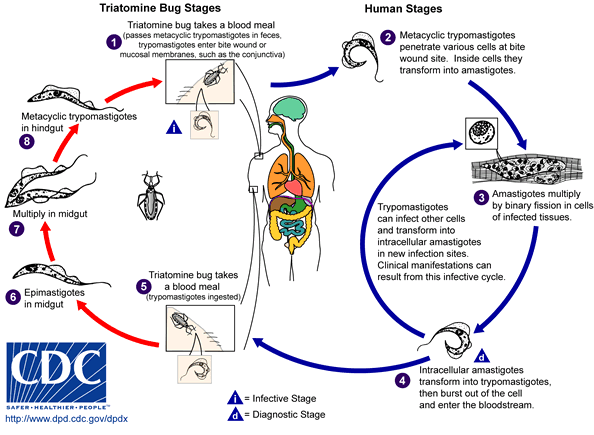 Triatomine Bug Stages
Human Stages
1
Triatomine bug takes a blood meal
(passes metacyclic trypomastigotes in feces,
trypomastigotes enter bite wound or
mucosal membranes, such as the conjunctiva)
i
2
Metacyclic trypomastigotes
penetrate various cells at bite
wound site. Inside cells they
transform into amastigotes.
3
Amastigotes multiply
by binary fission in cells
of infected tissues.
Trypomastigotes
can infect other cells
and transform into
intracellular amastigotes
in new infection sites.
Clinical manifestations can
result from this infective cycle.
d
4
Intracellular amastigotes
transform into trypomastigotes,
then burst out of the cell
and enter the bloodstream.
5
Triatomine bug takes
a blood meal
(trypomastigotes ingested)
6
Epimastigotes
in midgut
Multiply in midgut
7
Metacyclic trypomastigotes
in hindgut
8
i = Infective Stage
d = Diagnostic Stage
CDC
SAFER • HEALTHIER • PEOPLE™
http://www.dpd.cdc.gov/dpdx